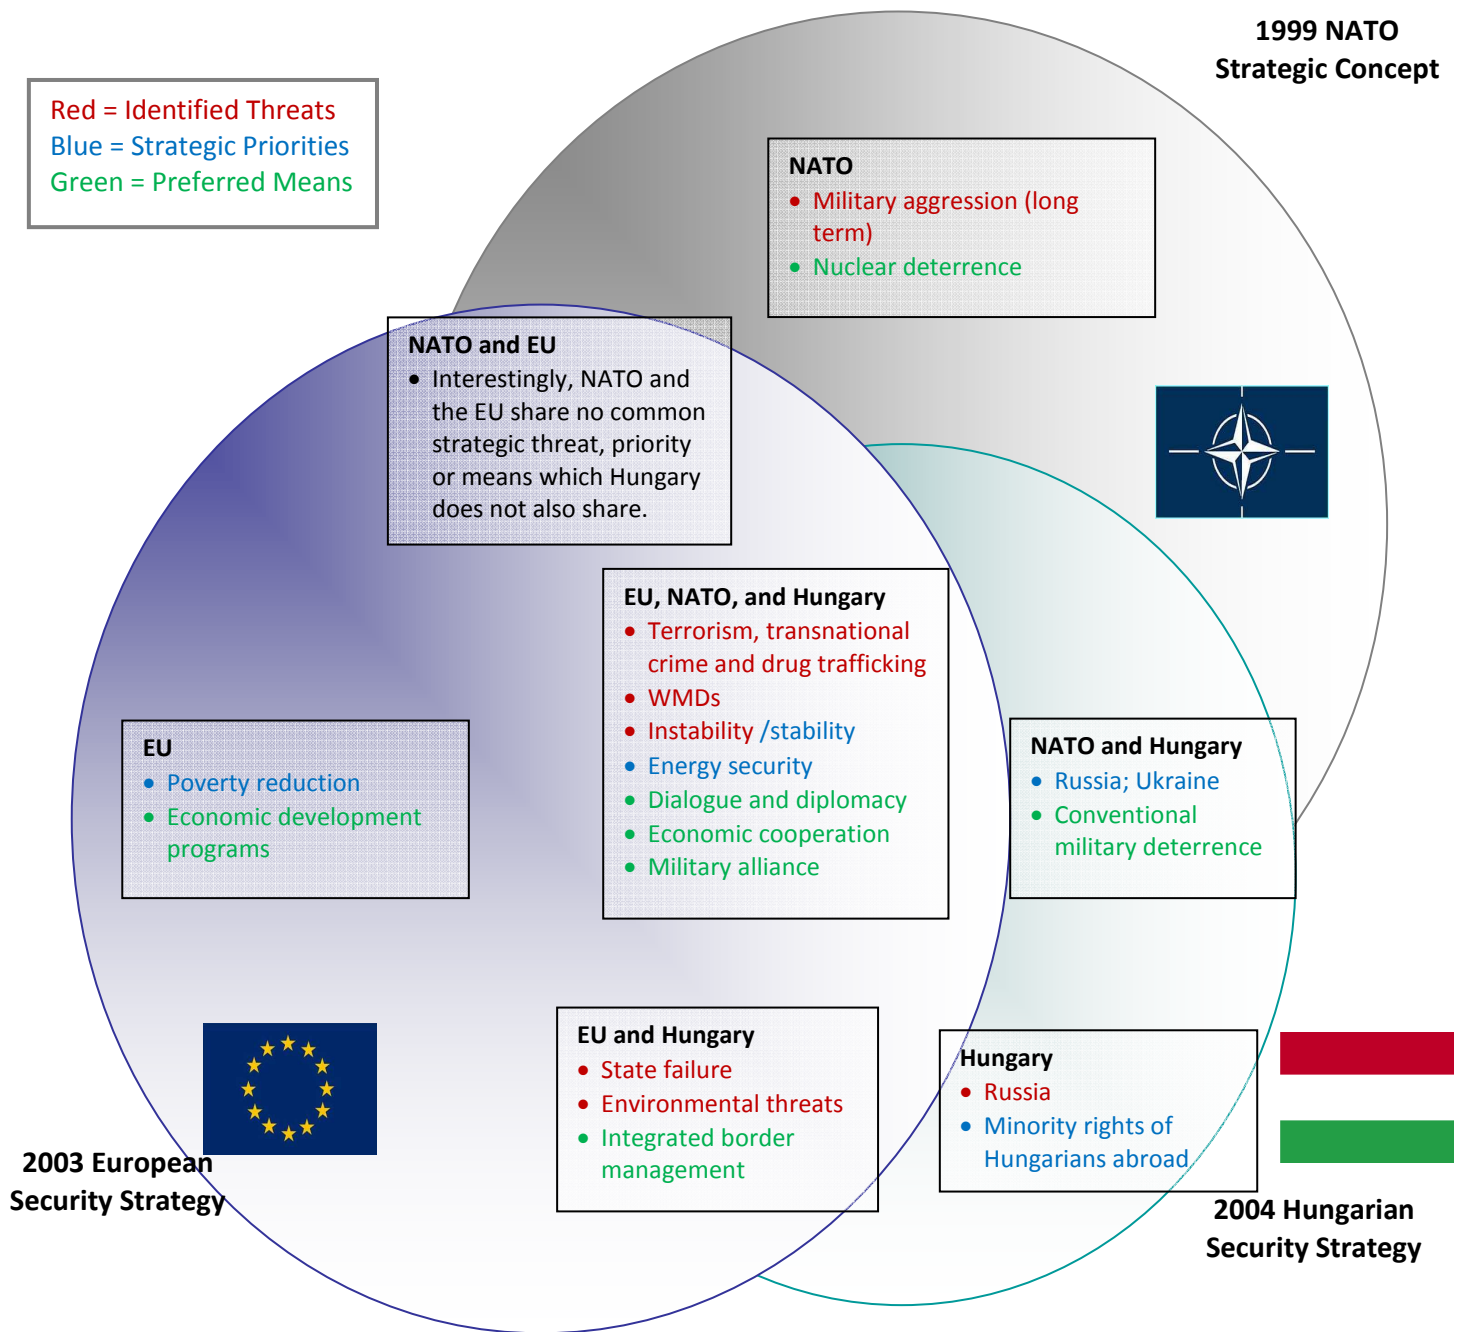 1999 NATO
Strategic Concept
Red = Identified Threats
Blue = Strategic Priorities
Green = Preferred Means
NATO
• Military aggression (long
term)
• Nuclear deterrence
NATO and EU
• Interestingly, NATO and
the EU share no common
strategic threat, priority
or means which Hungary
does not also share.
EU, NATO, and Hungary
• Terrorism, transnational
crime and drug trafficking
• WMDs
• Instability /stability
• Energy security
• Dialogue and diplomacy
• Economic cooperation
• Military alliance
EU
• Poverty reduction
• Economic development
programs
NATO and Hungary
• Russia; Ukraine
• Conventional
military deterrence
EU and Hungary
• State failure
• Environmental threats
• Integrated border
management
Hungary
• Russia
• Minority rights of
Hungarians abroad
2003 European
Security Strategy
2004 Hungarian
Security Strategy